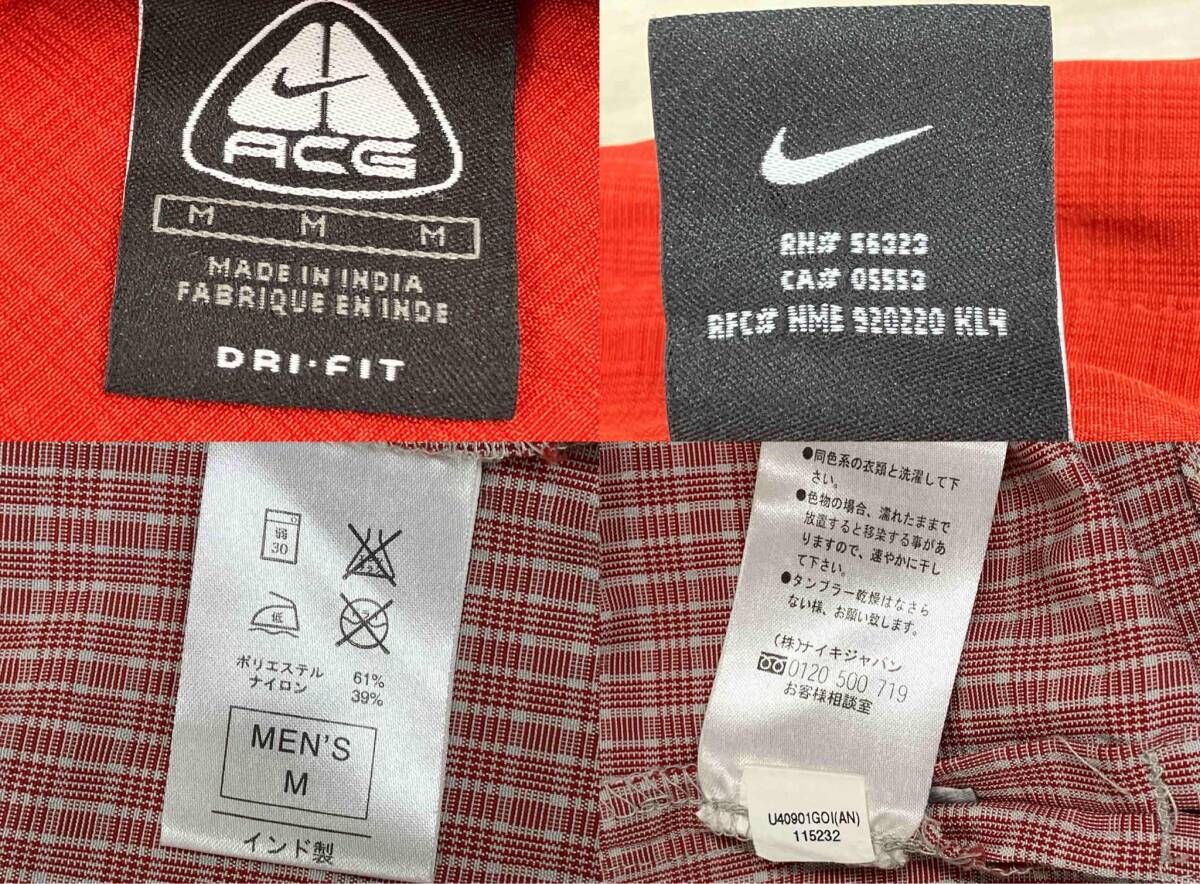 ACG
M M M
MADE IN INDIA
FABRIQUE EN INDE
DRI·FIT
RN# 56323
CA# 05553
RFC# NME 920220 KL4
弱
30
低
ポリエステル 61%
ナイロン 39%
MEN'S
M
インド製
●同色系の衣類と洗濯して下
さい。
●色物の場合、濡れたままで
放置すると移染する事があ
りますので、速やかに干し
て下さい。
●タンブラー乾燥はなさら
ない様、お願い致します。
(株)ナイキジャパン
0120 500 719
お客様相談室
U40901GOI(AN)
115232